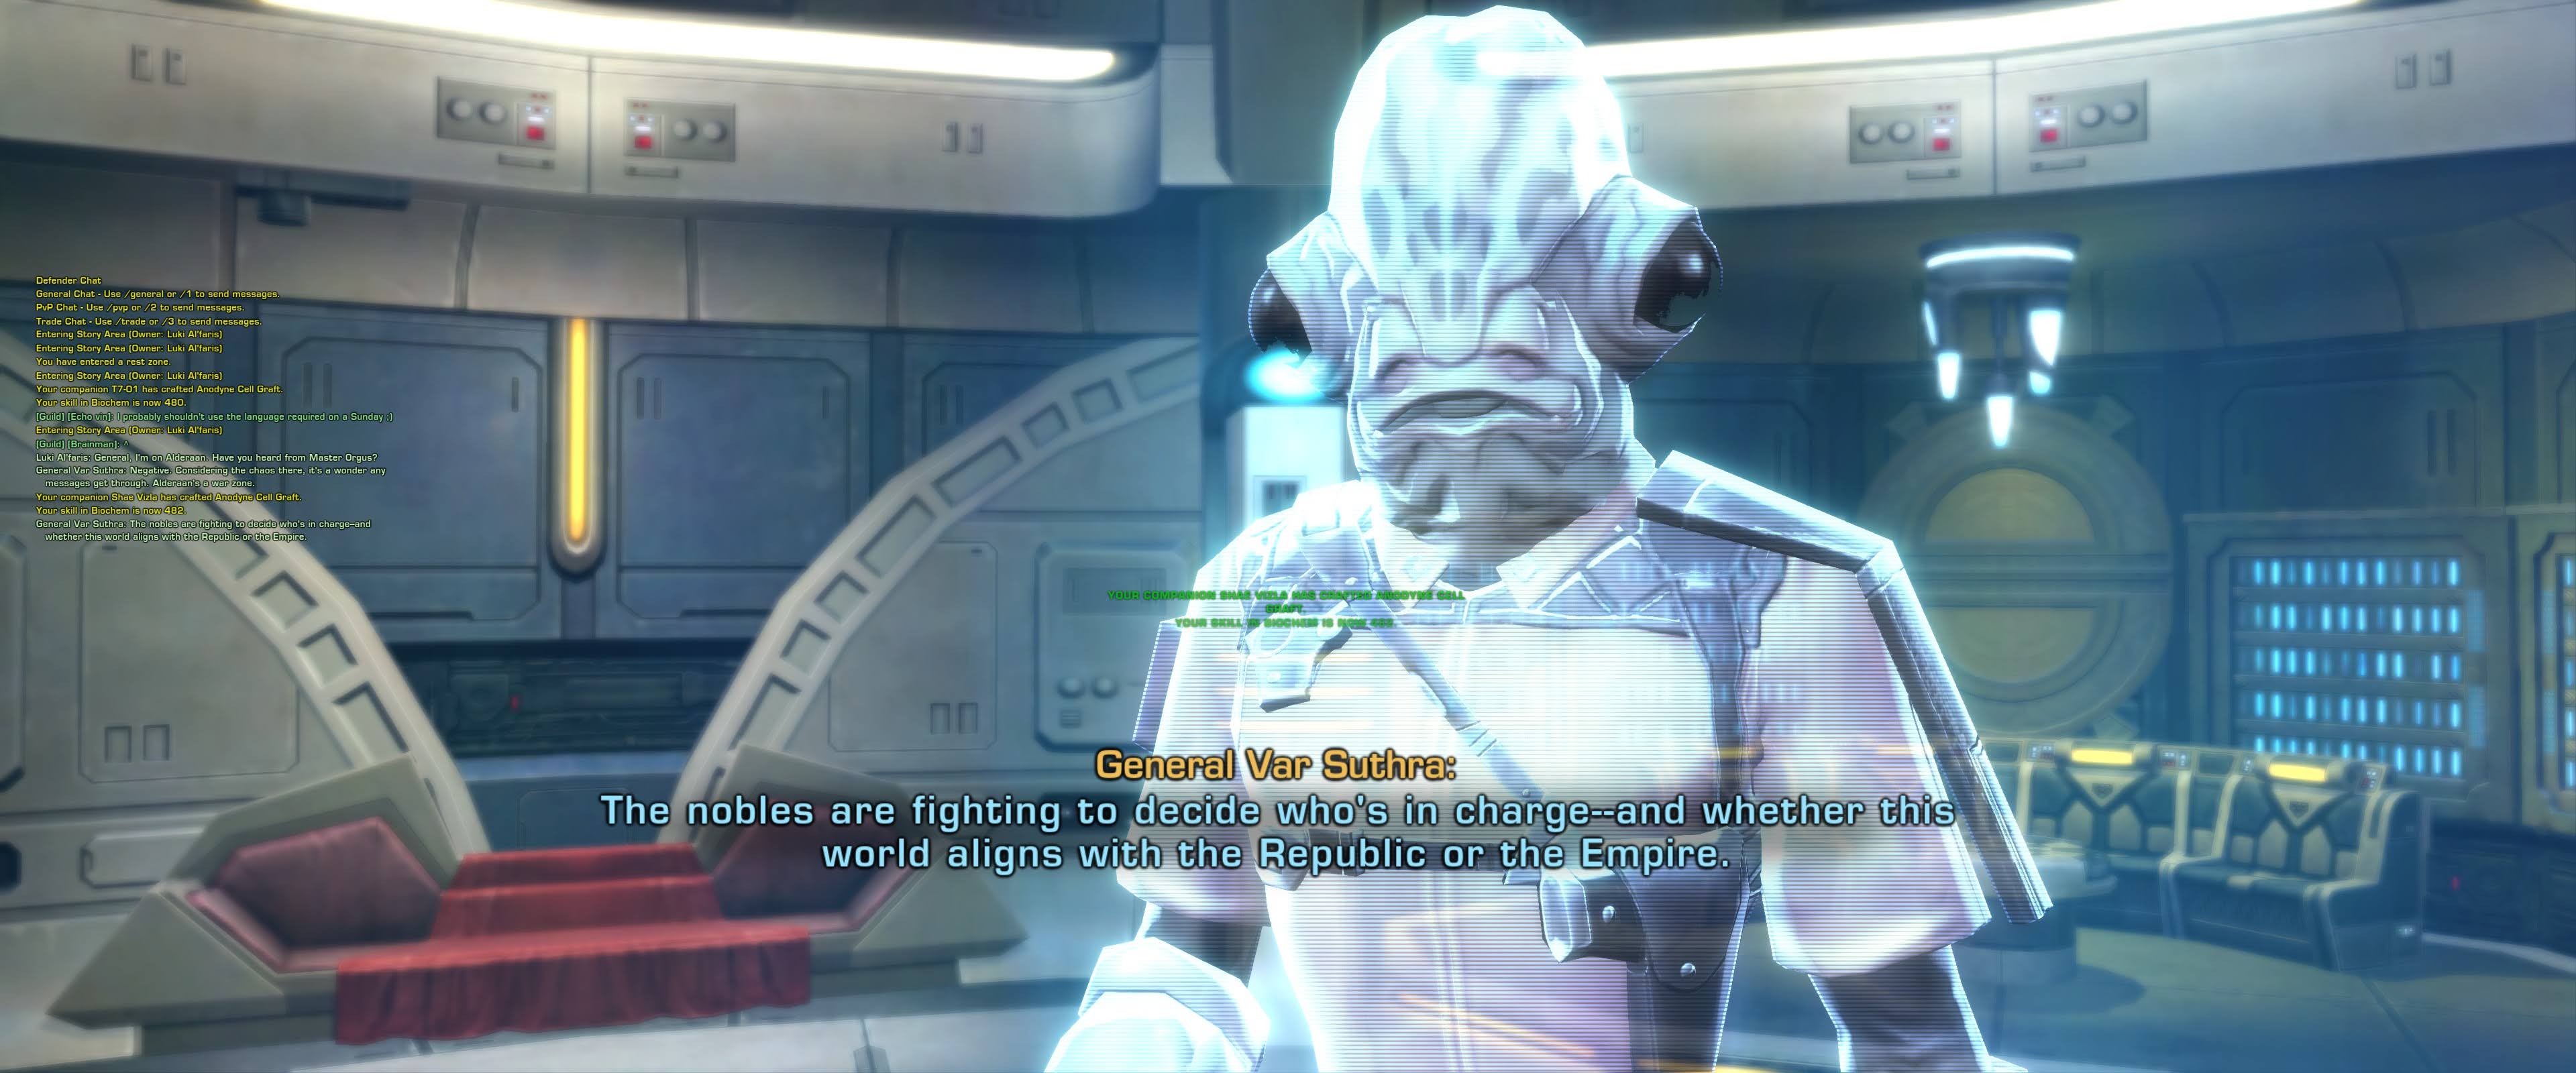 Defender Chat
General Chat - Use /general or /1 to send messages.
PvP Chat - Use /pvp or /2 to send messages.
Trade Chat - Use /trade or /3 to send messages.
Entering Story Area (Owner: Luki Al'faris)
Entering Story Area (Owner: Luki Al'faris)
You have entered a rest zone.
Entering Story Area (Owner: Luki Al'faris)
Your companion T7-O1 has crafted Anodyne Cell Graft.
Your skill in Biochem is now 480.
[Guild] [Echo'vin]: I probably shouldn't use the language required on a Sunday ;)
Entering Story Area (Owner: Luki Al'faris)
[Guild] [Brainman]: ^
Luki Al'faris: General, I'm on Alderaan. Have you heard from Master Orgus?
General Var Suthra: Negative. Considering the chaos there, it's a wonder any
messages get through. Alderaan's a war zone.
Your companion Shae Vizla has crafted Anodyne Cell Graft.
Your skill in Biochem is now 482.
General Var Suthra: The nobles are fighting to decide who's in charge--and
whether this world aligns with the Republic or the Empire.
YOUR COMPANION SHAE VIZLA HAS CRAFTED ANODYNE CELL
GRAFT.
YOUR SKILL IN BIOCHEM IS NOW 482.
General Var Suthra:
The nobles are fighting to decide who's in charge--and whether this
world aligns with the Republic or the Empire.